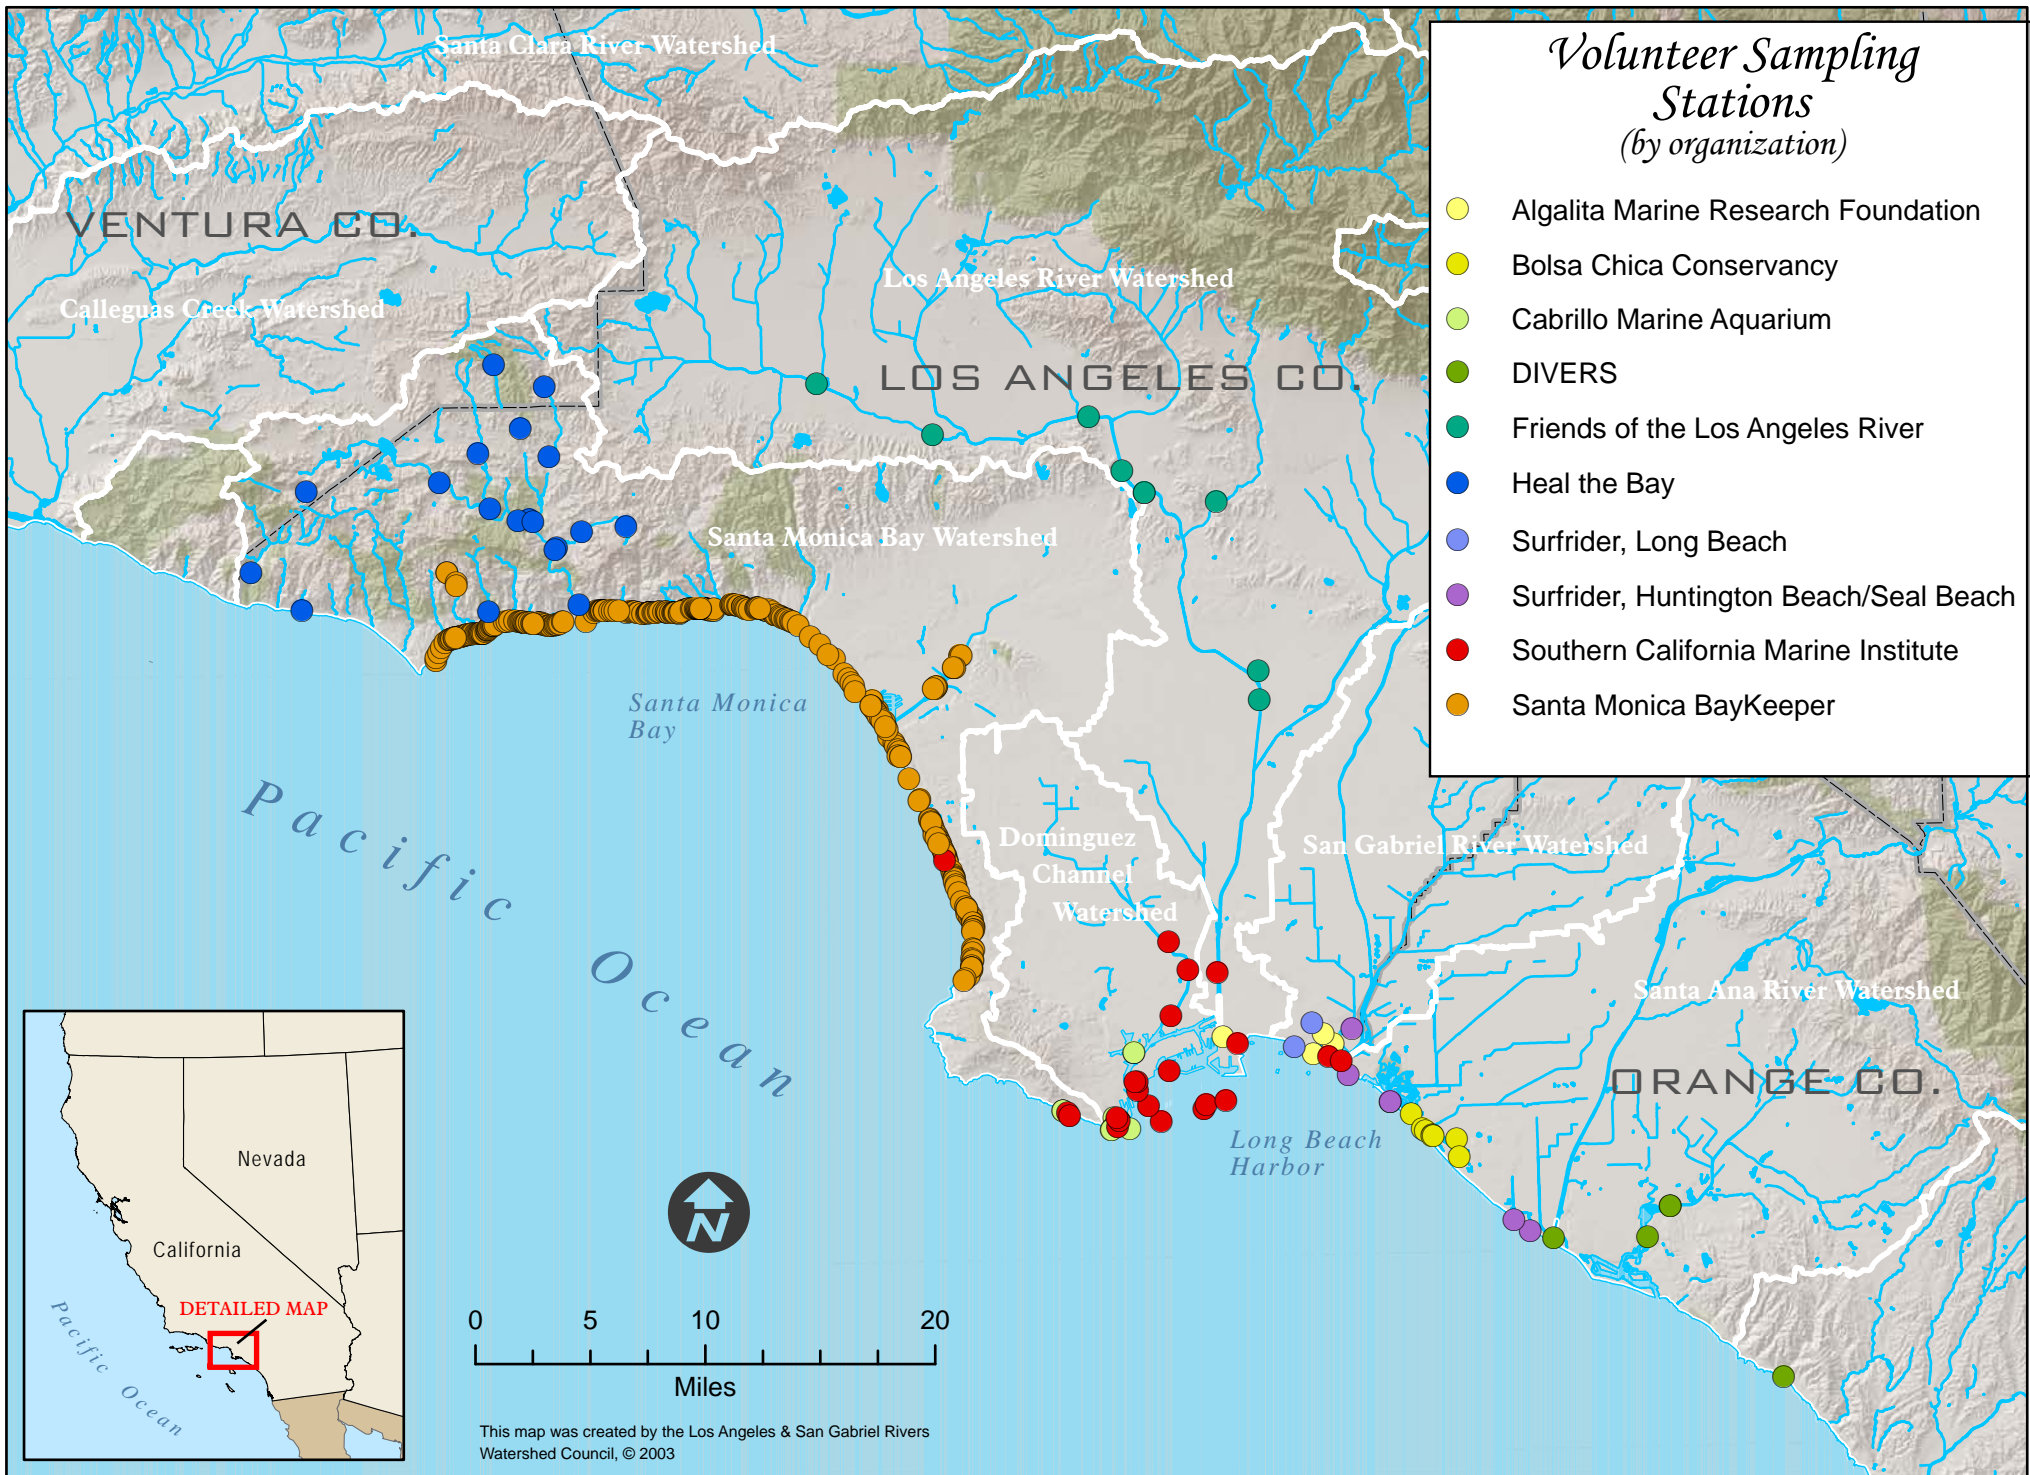 Volunteer Sampling
Stations
(by organization)
Algalita Marine Research Foundation
Bolsa Chica Conservancy
Cabrillo Marine Aquarium
DIVERS
Friends of the Los Angeles River
Heal the Bay
Surfrider, Long Beach
Surfrider, Huntington Beach/Seal Beach
Southern California Marine Institute
Santa Monica BayKeeper
Santa Clara River Watershed
VENTURA CO.
Calleguas Creek Watershed
Los Angeles River Watershed
LOS ANGELES CO.
Santa Monica Bay Watershed
Santa Monica
Bay
Pacific Ocean
Dominguez
Channel
Watershed
San Gabriel River Watershed
Santa Ana River Watershed
ORANGE CO.
Long Beach
Harbor
N
Nevada
California
DETAILED MAP
Pacific Ocean
0 5 10 20
Miles
This map was created by the Los Angeles & San Gabriel Rivers
Watershed Council, © 2003